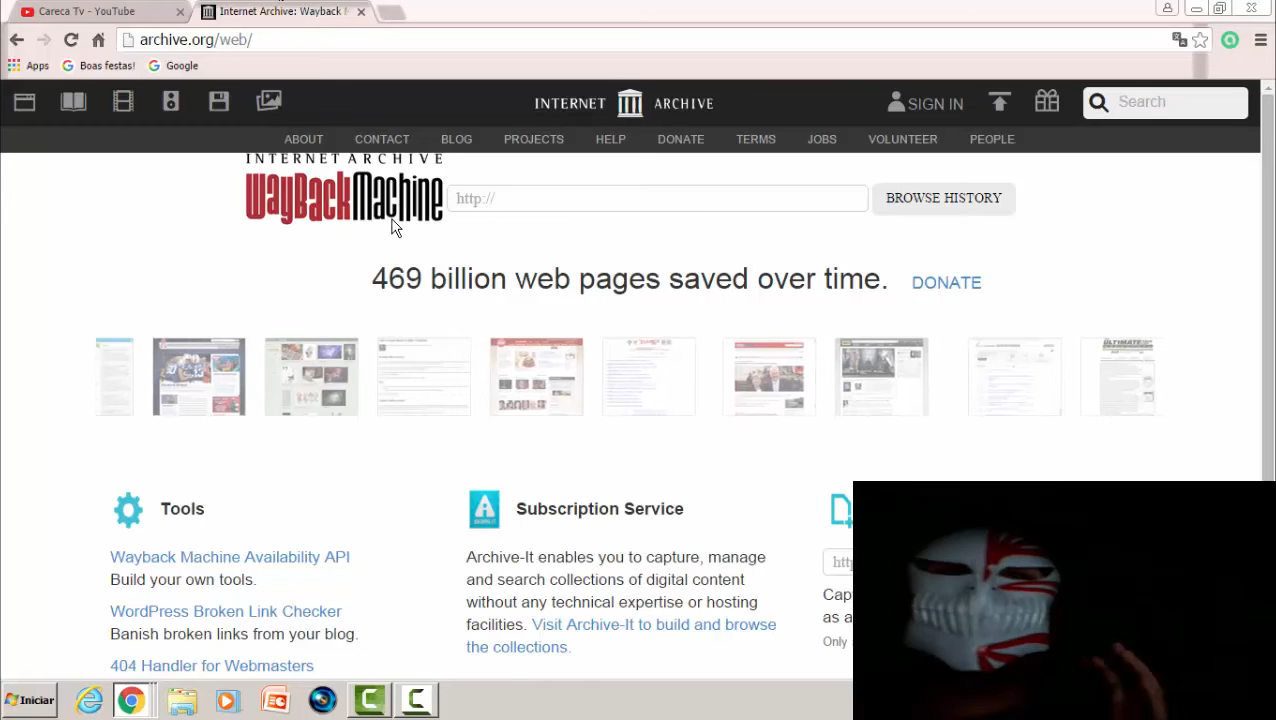 Careca Tv - YouTube
Internet Archive: Wayback
archive.org/web/
Apps
Boas festas!
Google
INTERNET ARCHIVE
SIGN IN
Search
ABOUT CONTACT BLOG PROJECTS HELP DONATE TERMS JOBS VOLUNTEER PEOPLE
INTERNET ARCHIVE
WayBack Machine
http://
BROWSE HISTORY
469 billion web pages saved over time.
DONATE
Tools
Wayback Machine Availability API
Build your own tools.
WordPress Broken Link Checker
Banish broken links from your blog.
404 Handler for Webmasters
Subscription Service
Archive-It enables you to capture, manage
and search collections of digital content
without any technical expertise or hosting
facilities. Visit Archive-It to build and browse
the collections.
Only
Iniciar